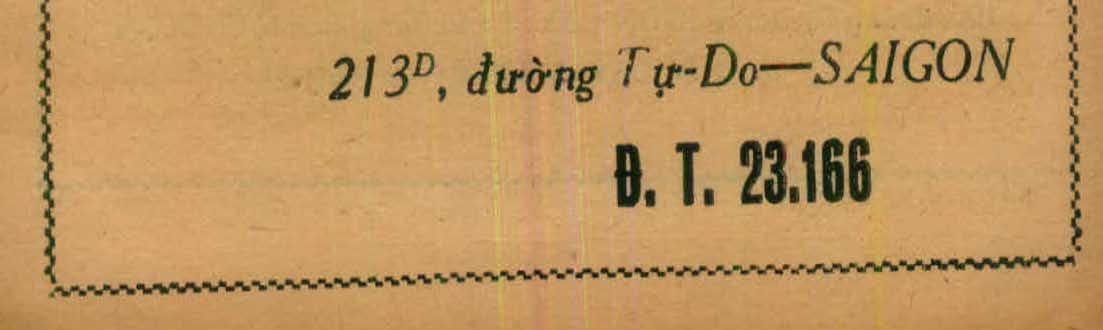 213D, đường Tự-Do—SAIGON
Đ. T. 23.166